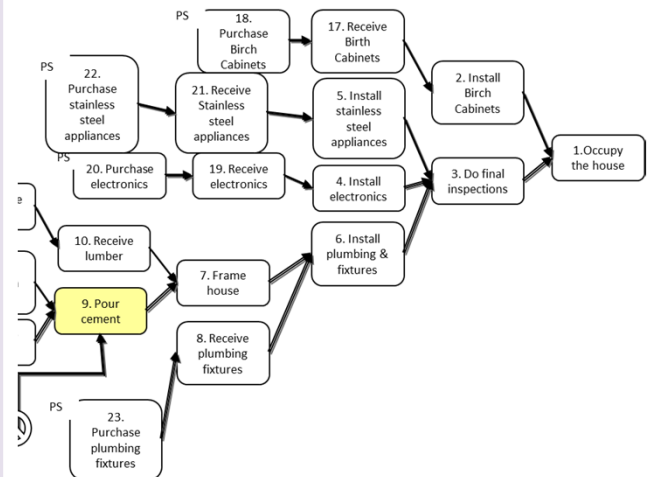 PS
18.
Purchase
Birch
Cabinets
17. Receive
Birth
Cabinets
PS
22.
Purchase
stainless
steel
appliances
21. Receive
Stainless
steel
appliances
5. Install
stainless
steel
appliances
2. Install
Birch
Cabinets
1.Occupy
the house
PS
20. Purchase
electronics
19. Receive
electronics
4. Install
electronics
3. Do final
inspections
e
10. Receive
lumber
6. Install
plumbing &
fixtures
7. Frame
house
9. Pour
cement
8. Receive
plumbing
fixtures
PS
23.
Purchase
plumbing
fixtures